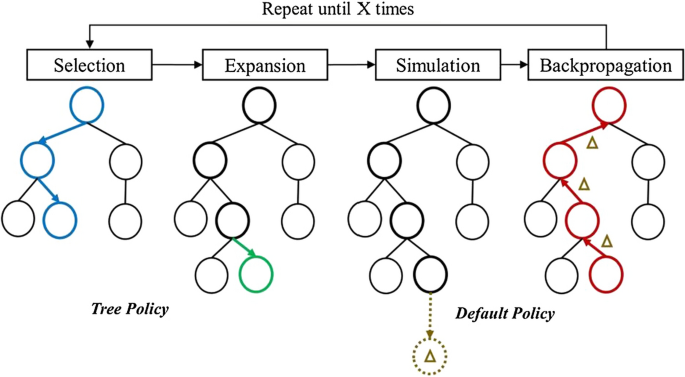 Repeat until X times
Selection
Expansion
Simulation
Backpropagation
Δ
Δ
Δ
Tree Policy
Default Policy
Δ